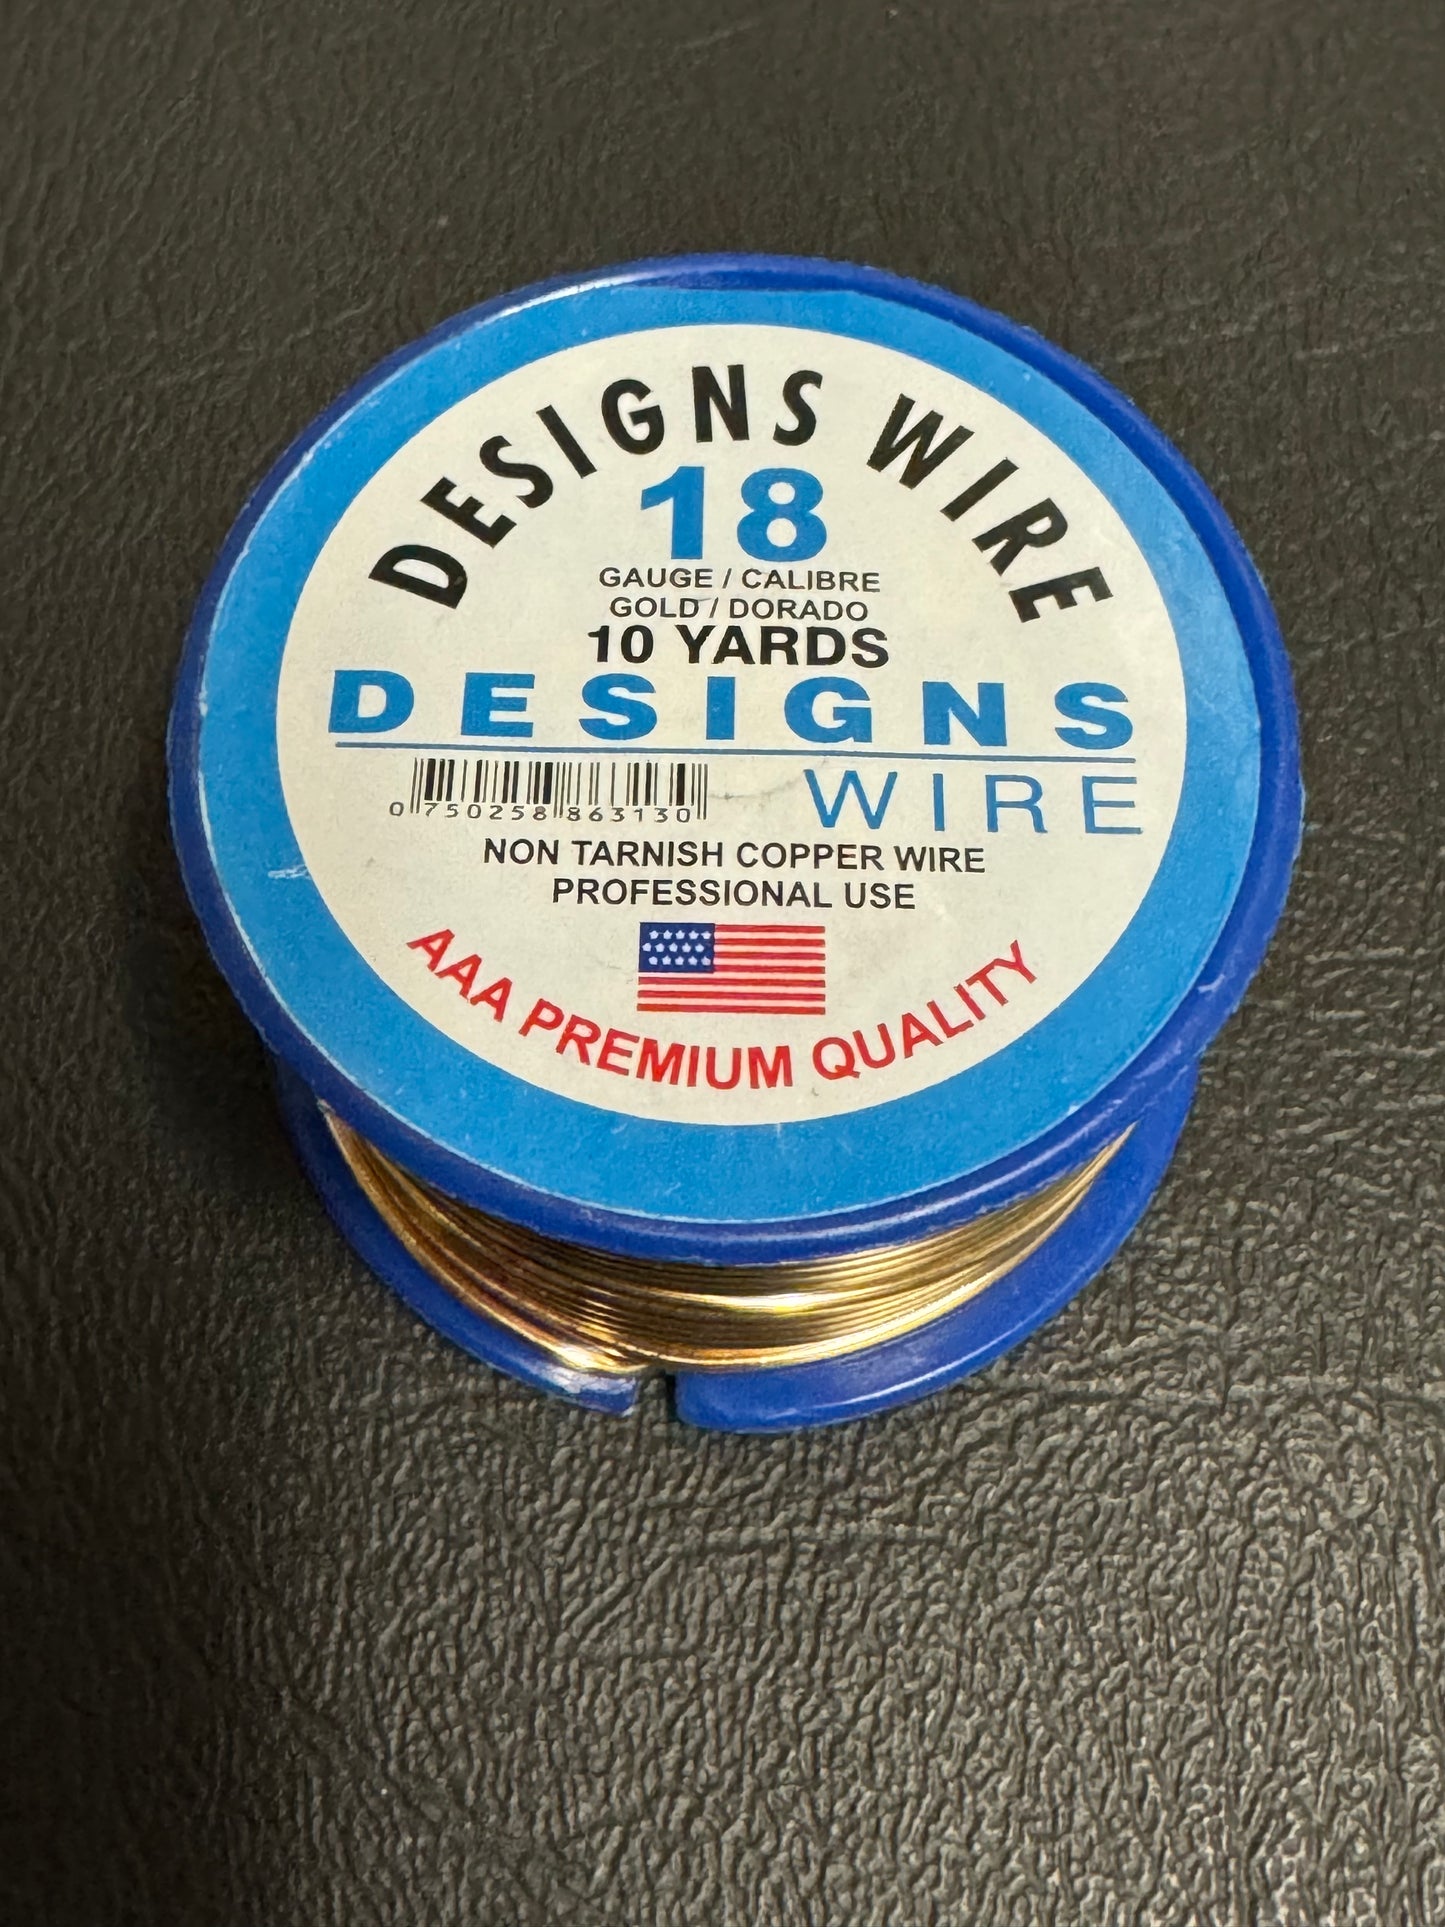 DESIGNS WIRE
18
GAUGE / CALIBRE
GOLD / DORADO
10 YARDS
DESIGNS
WIRE
0 750258 863130
NON TARNISH COPPER WIRE
PROFESSIONAL USE
AAA PREMIUM QUALITY